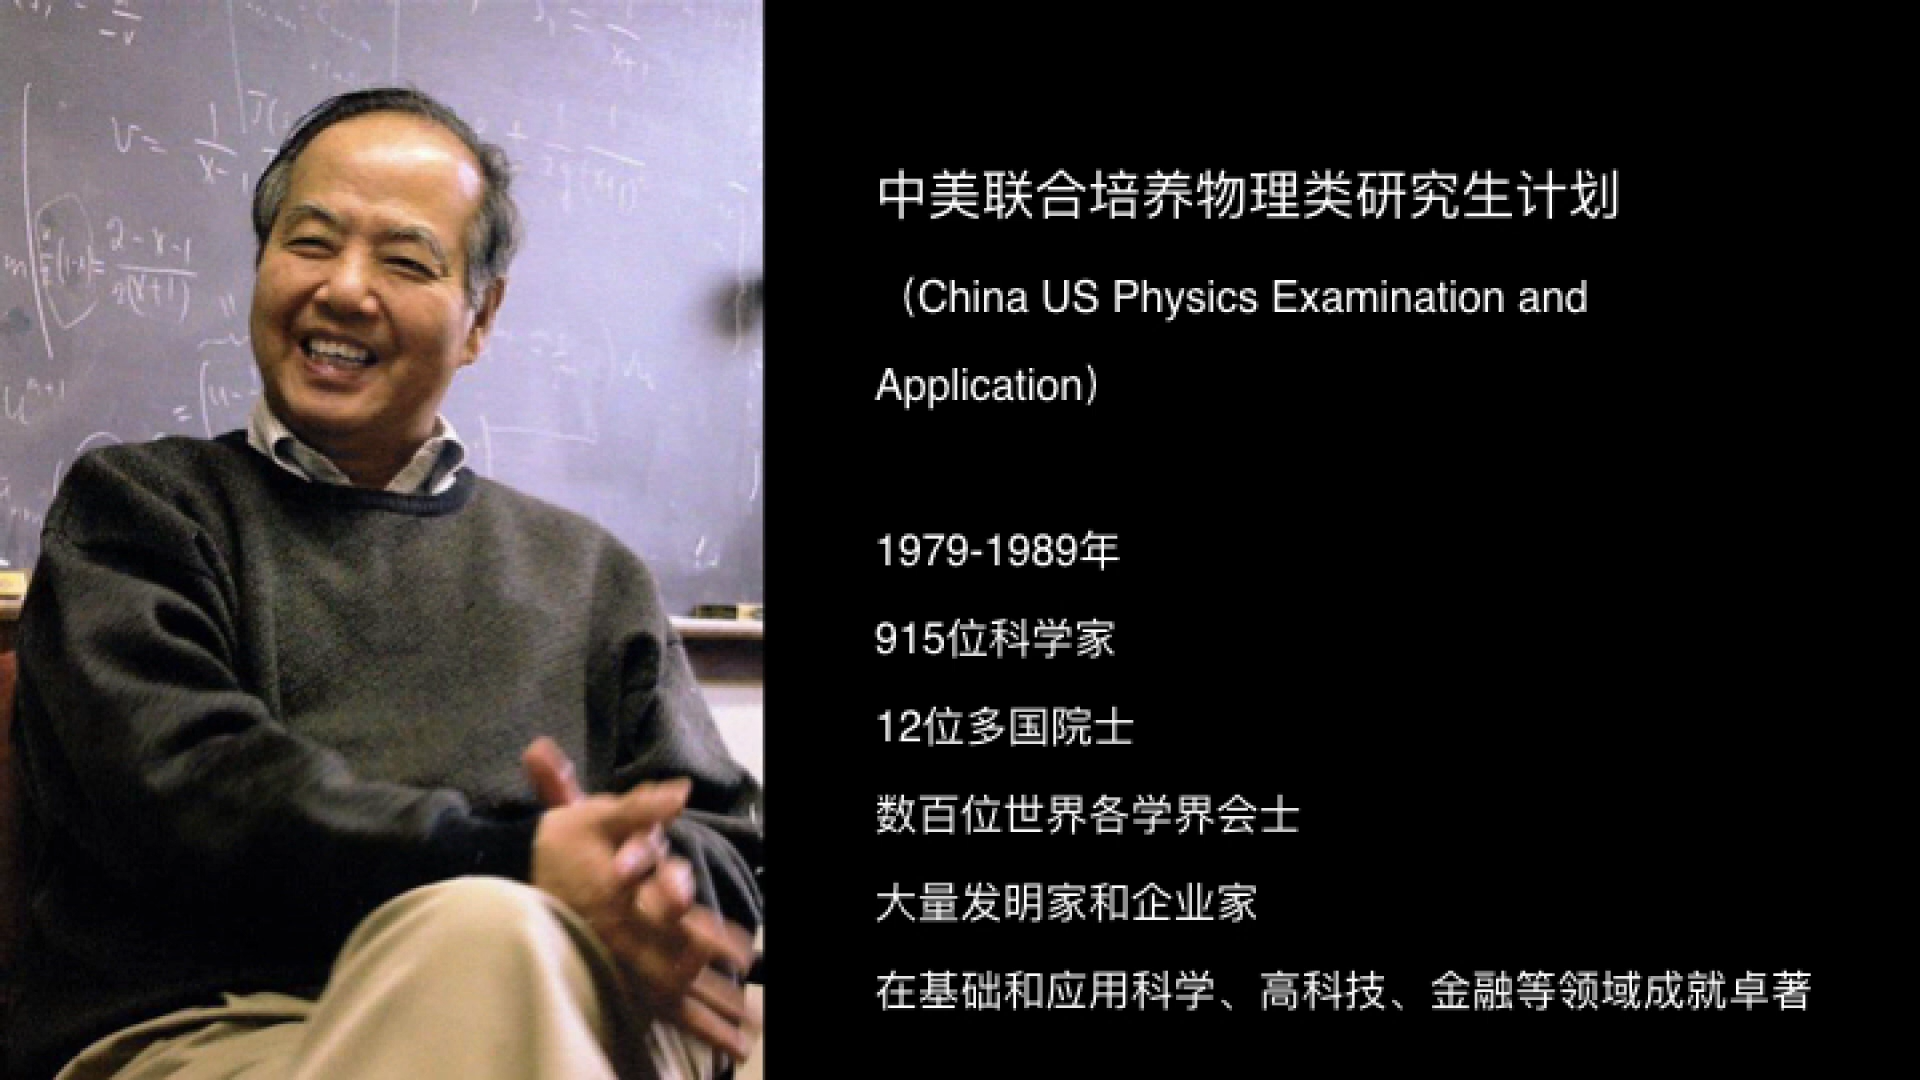 中美联合培养物理类研究生计划
（China US Physics Examination and
Application）
1979-1989年
915位科学家
12位多国院士
数百位世界各学界会士
大量发明家和企业家
在基础和应用科学、高科技、金融等领域成就卓著